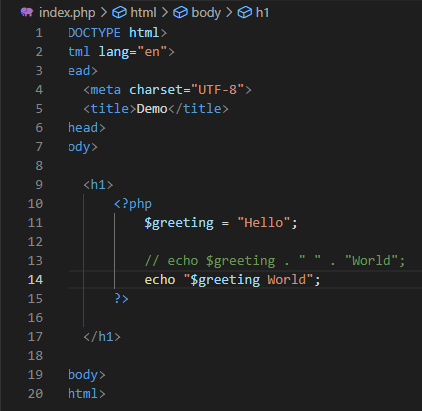 index.php > html > body > h1
1 DOCTYPE html>
2 tml lang="en">
3 ead>
4 <meta charset="UTF-8">
5 <title>Demo</title>
6 head>
7 ody>
8
9 <h1>
10 <?php
11 $greeting = "Hello";
12
13 // echo $greeting . " " . "World";
14 echo "$greeting World";
15 ?>
16
17 </h1>
18
19 body>
20 html>